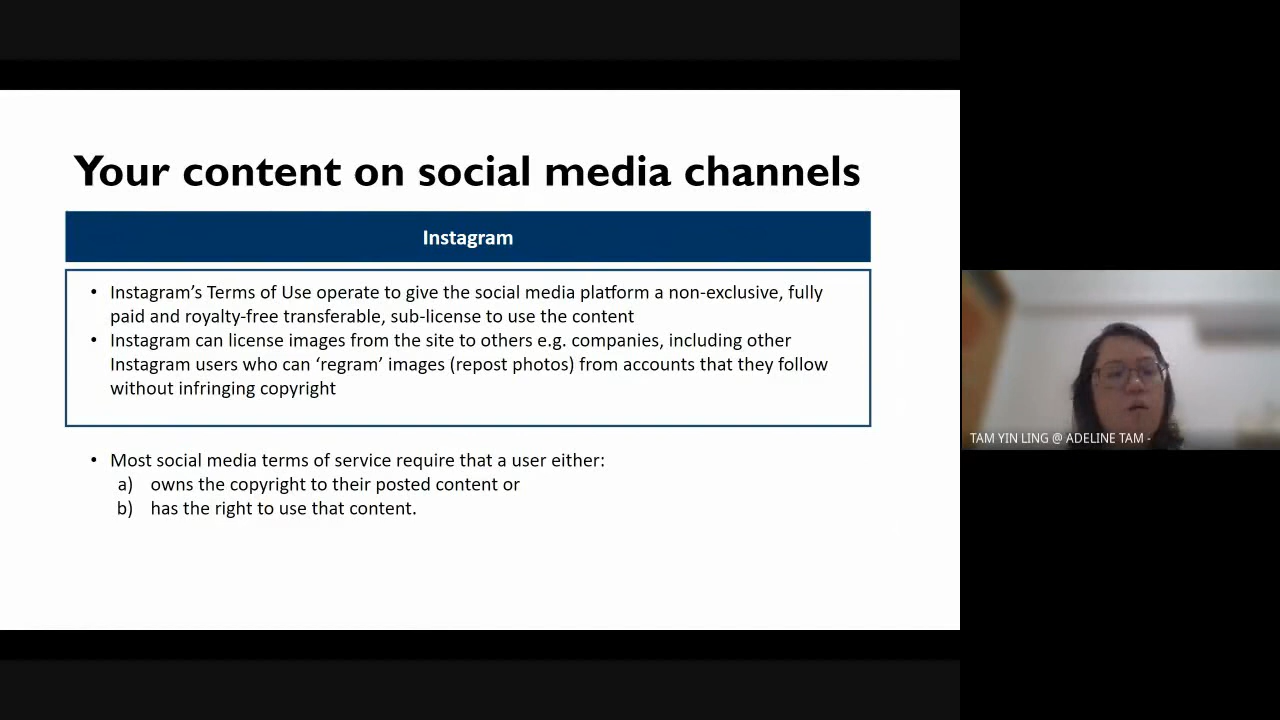 Your content on social media channels
Instagram
• Instagram’s Terms of Use operate to give the social media platform a non-exclusive, fully
paid and royalty-free transferable, sub-license to use the content
• Instagram can license images from the site to others e.g. companies, including other
Instagram users who can ‘regram’ images (repost photos) from accounts that they follow
without infringing copyright
• Most social media terms of service require that a user either:
a) owns the copyright to their posted content or
b) has the right to use that content.
TAM YIN LING @ ADELINE TAM -